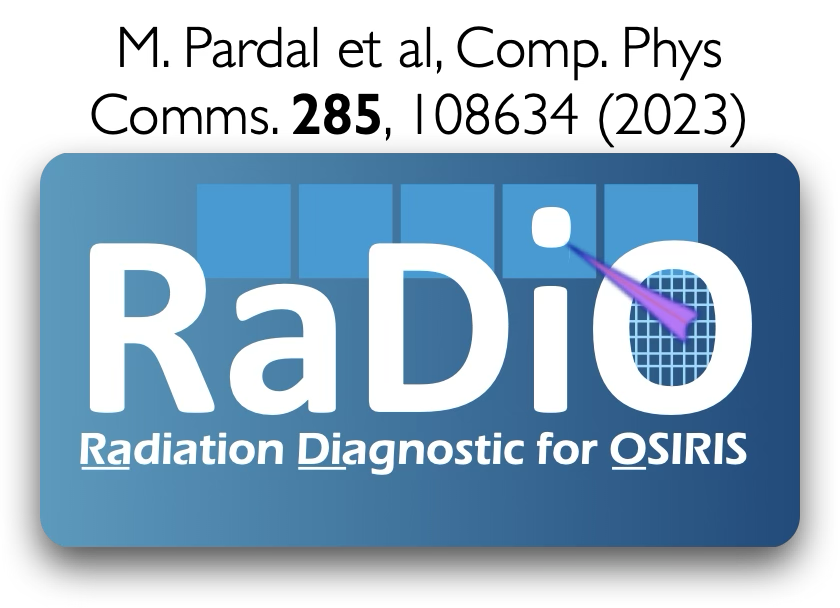 M. Pardal et al, Comp. Phys
Comms. 285, 108634 (2023)
RaDiO
Radiation Diagnostic for OSIRIS